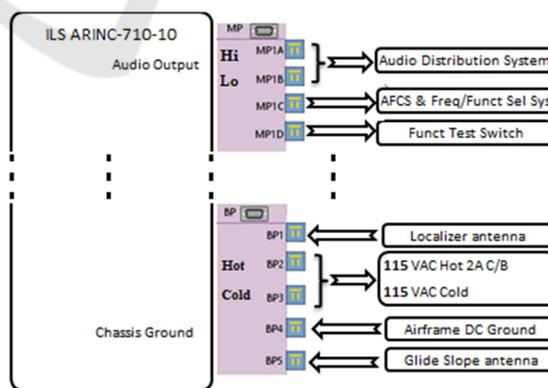 ILS ARINC-710-10
Audio Output
MP
Hi
Lo
MP1A
MP1B
MP1C
MP1D
Audio Distribution System
AFCS & Freq/Funct Sel Sys
Funct Test Switch
BP
BP1
Hot
BP2
Cold
BP3
Chassis Ground
BP4
BP5
Localizer antenna
115 VAC Hot 2A C/B
115 VAC Cold
Airframe DC Ground
Glide Slope antenna